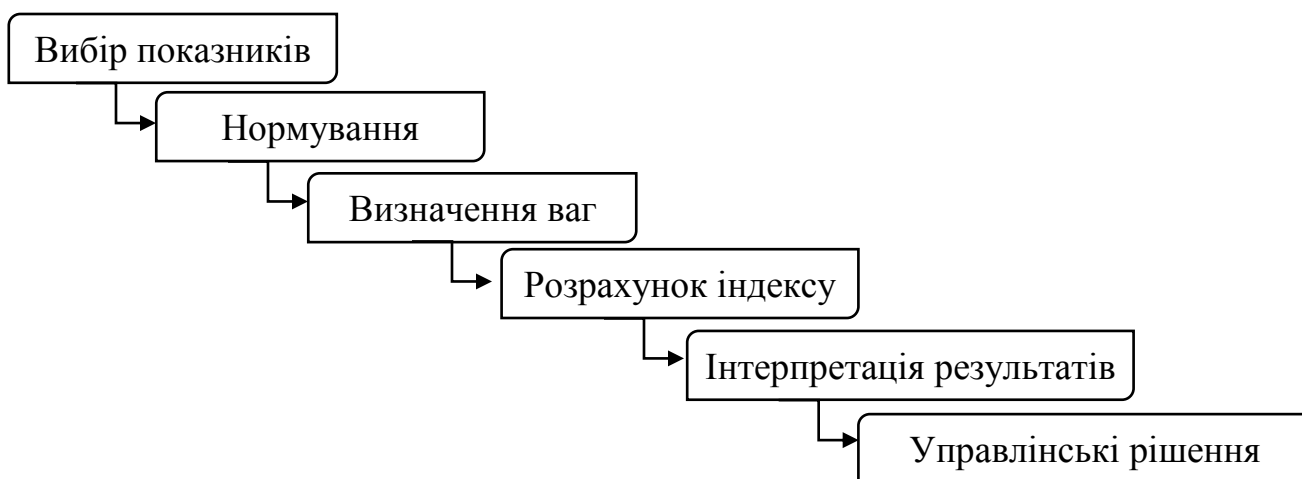 Вибір показників
Нормування
Визначення ваг
Розрахунок індексу
Інтерпретація результатів
Управлінські рішення